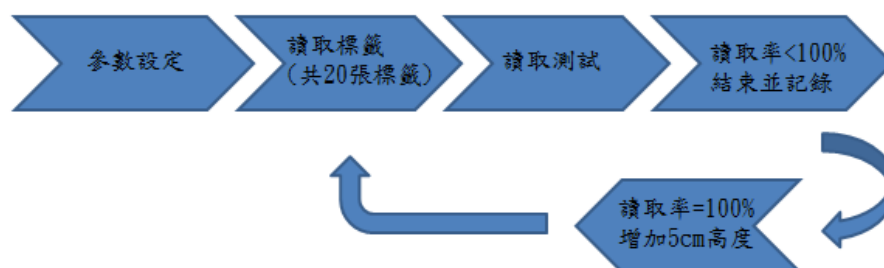 參數設定
讀取標籤
(共20張標籤)
讀取測試
讀取率<100%
結束並記錄
讀取率=100%
增加5cm高度